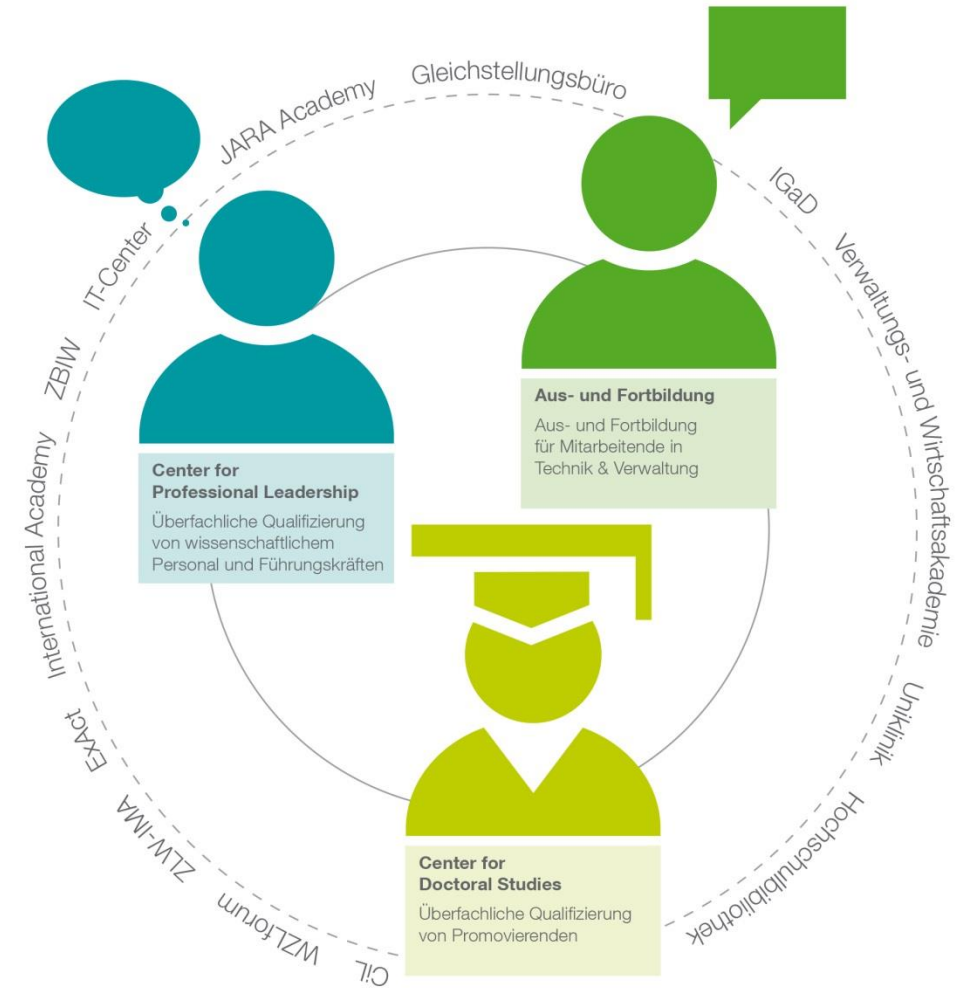 Gleichstellungsbüro
JARA Academy
IGaD
IT-Center
Verwaltungs- und Wirtschaftsakademie
ZBIW
Aus- und Fortbildung
Aus- und Fortbildung
für Mitarbeitende in
Technik & Verwaltung
Center for
Professional Leadership
Überfachliche Qualifizierung
von wissenschaftlichem
Personal und Führungskräften
International Academy
Uniklinik
ExAct
Hochschulbibliothek
ZLW-IMA
Center for
Doctoral Studies
Überfachliche Qualifizierung
von Promovierenden
WZLforum
CiL